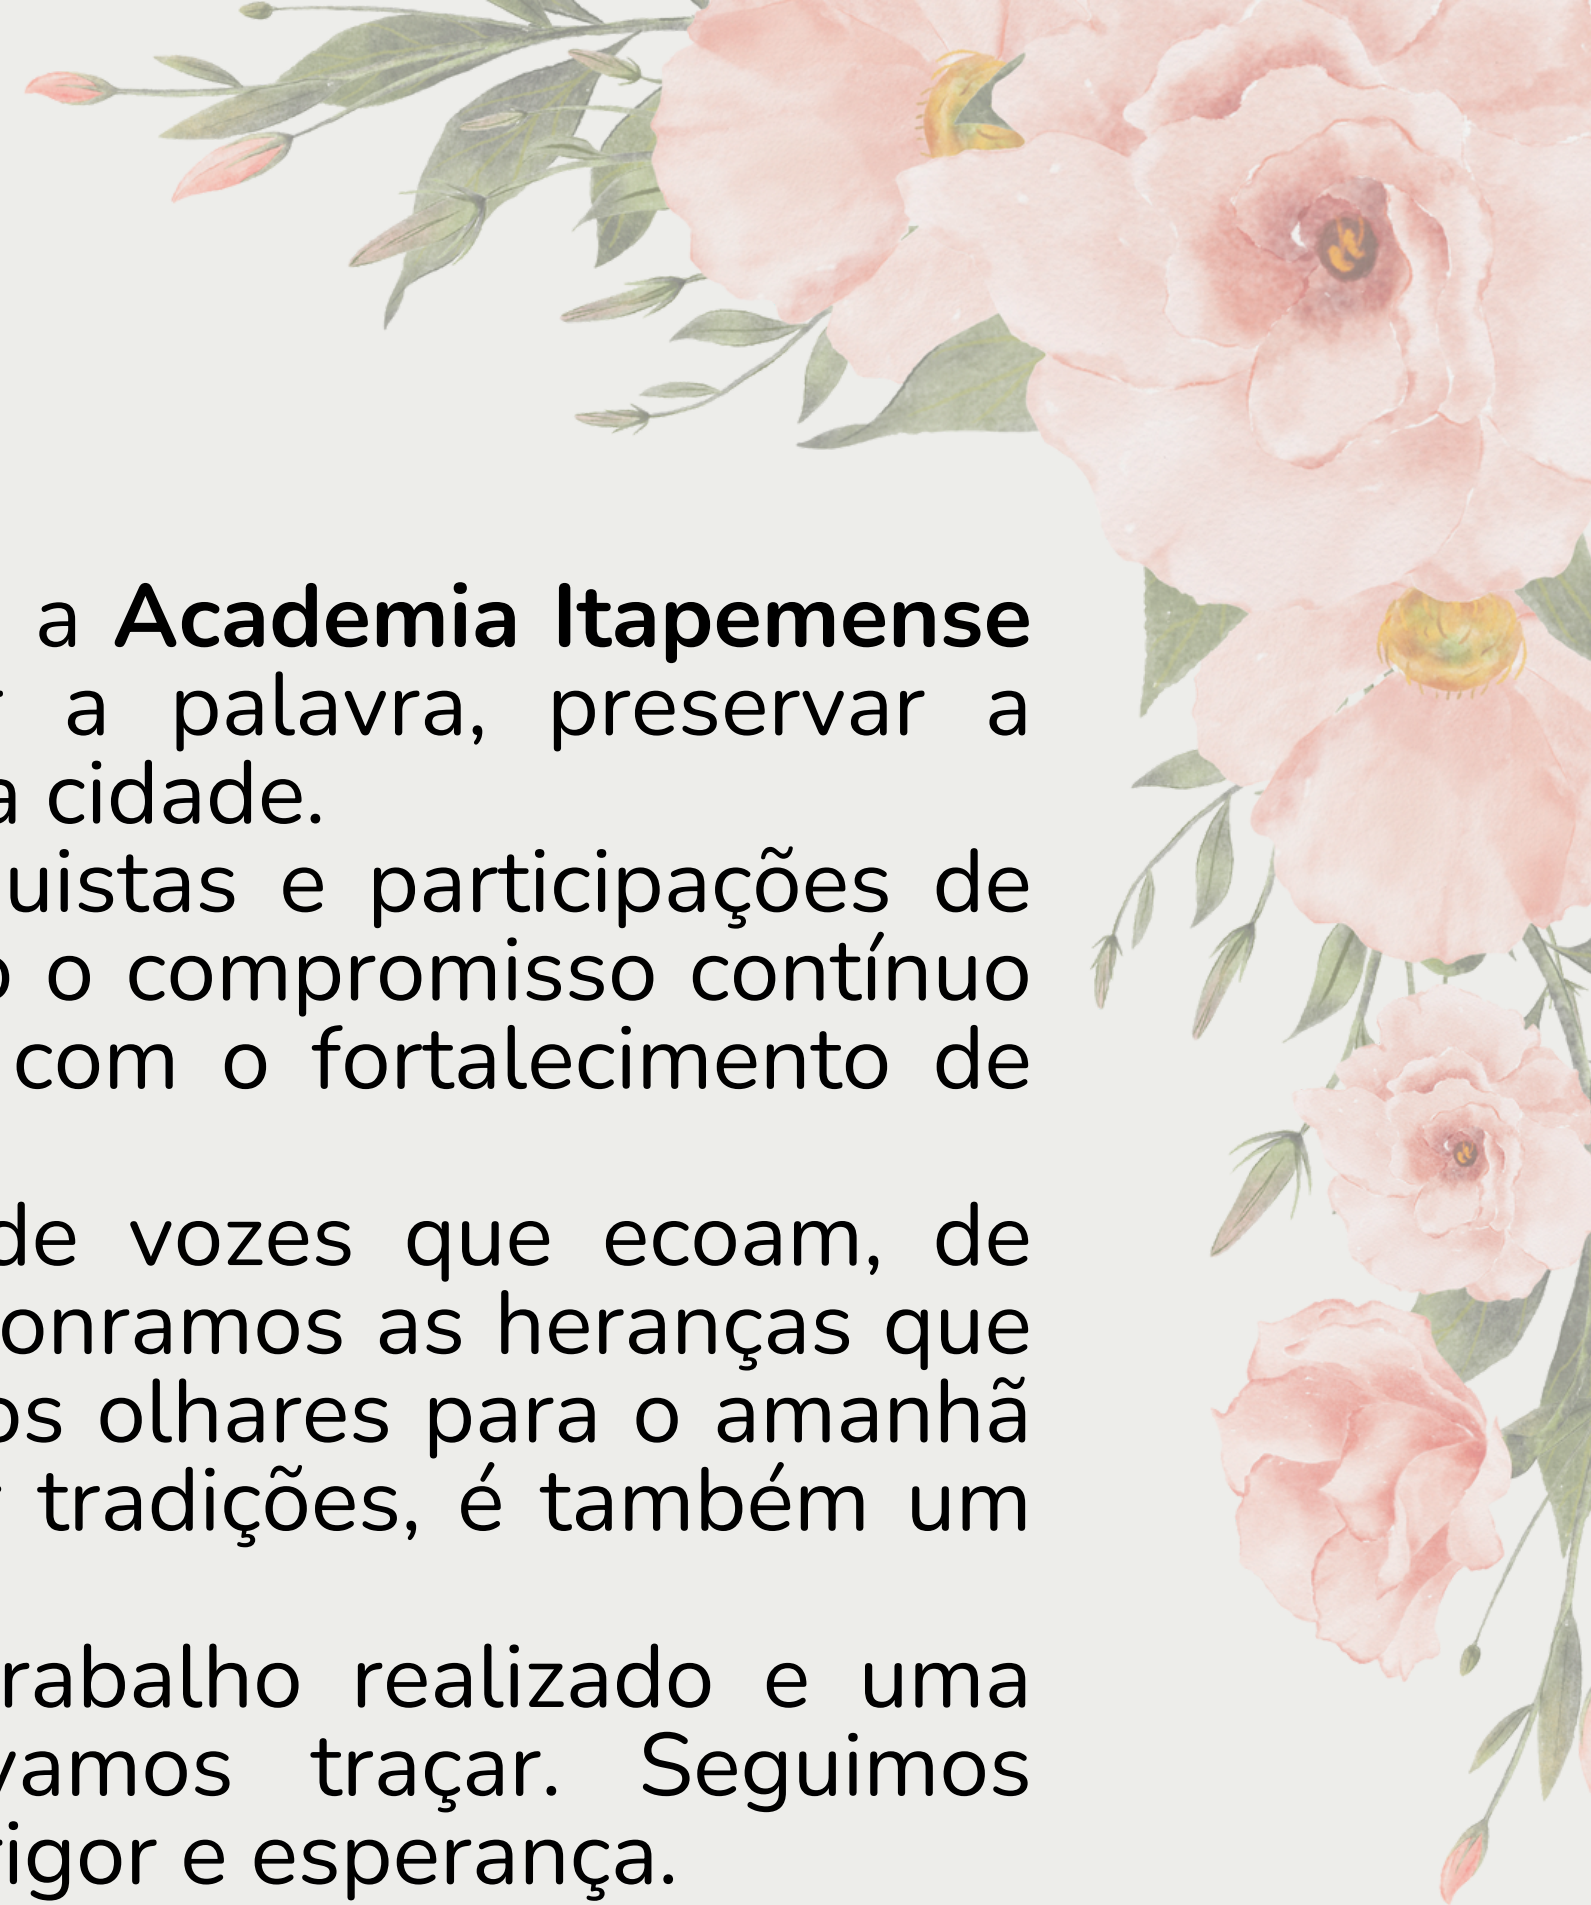 a Academia Itapemense
a palavra, preservar a
a cidade.
uistas e participações de
o o compromisso contínuo
com o fortalecimento de
de vozes que ecoam, de
onramos as heranças que
os olhares para o amanhã
tradições, é também um
rabalho realizado e uma
vamos traçar. Seguimos
rigor e esperança.